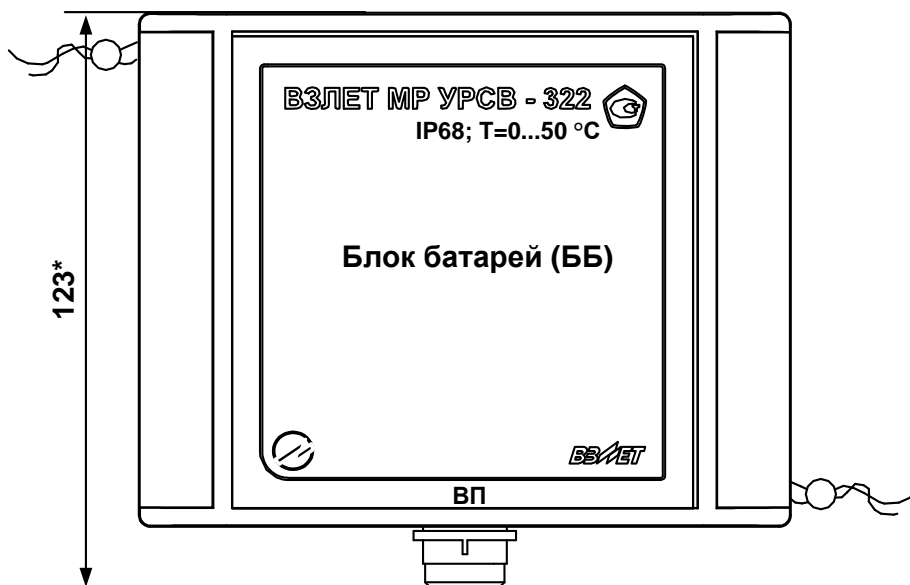 ВЗЛЕТ МР УРСВ - 322
IP68; T=0...50 °C
Блок батарей (ББ)
123*
ВЗЛЕТ
ВП